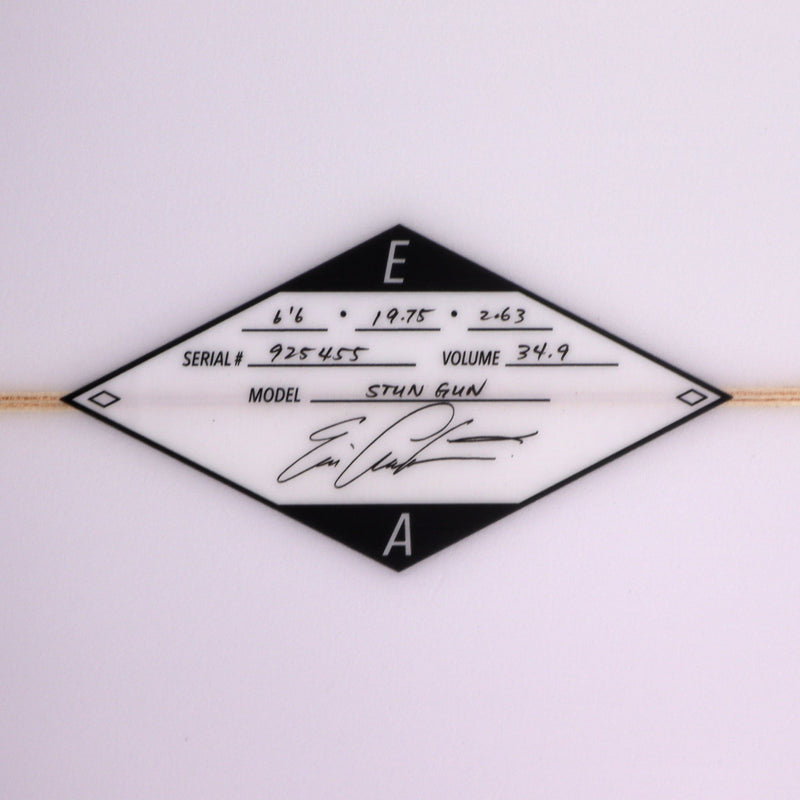 E
6'6 • 19.75 • 2.63
SERIAL # 925455 VOLUME 34.9
MODEL STUN GUN
A